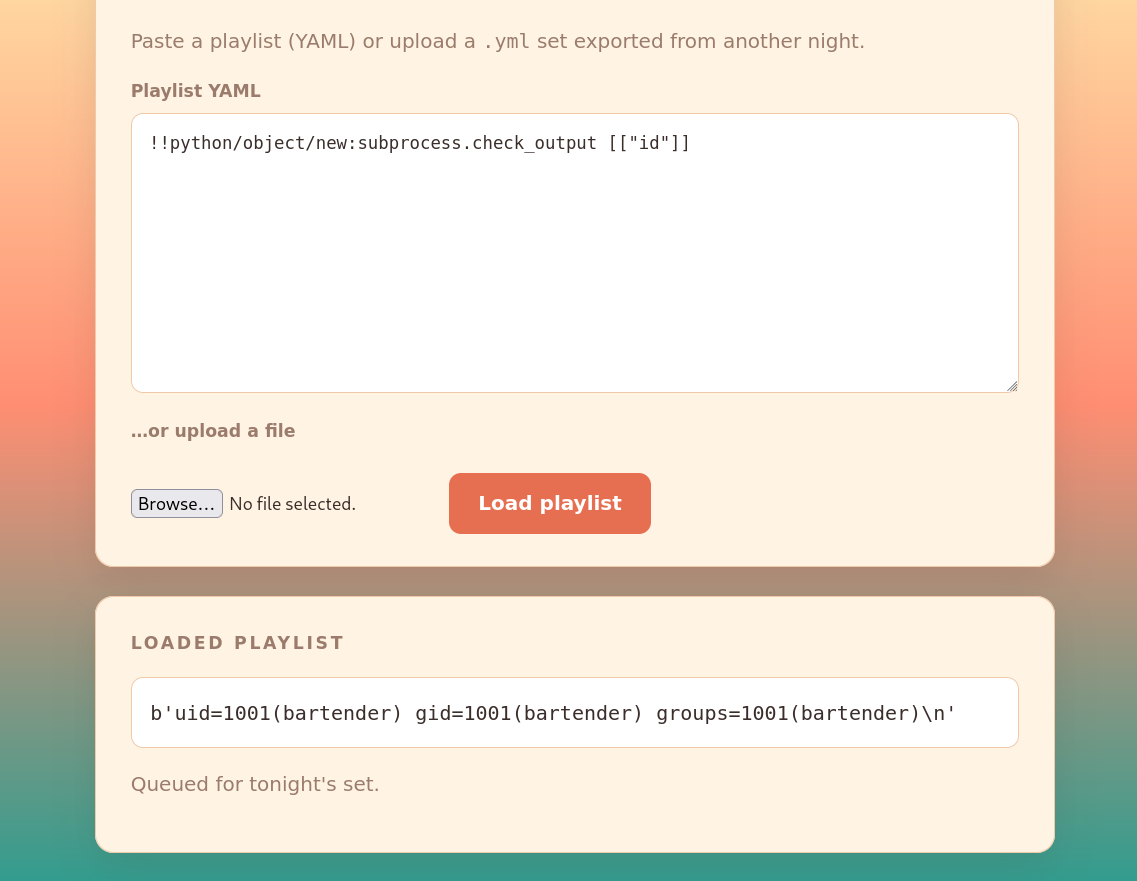 Paste a playlist (YAML) or upload a .yml set exported from another night.
Playlist YAML
!!python/object/new:subprocess.check_output [["id"]]
…or upload a file
Browse… No file selected.
Load playlist
LOADED PLAYLIST
b'uid=1001(bartender) gid=1001(bartender) groups=1001(bartender)\n'
Queued for tonight's set.